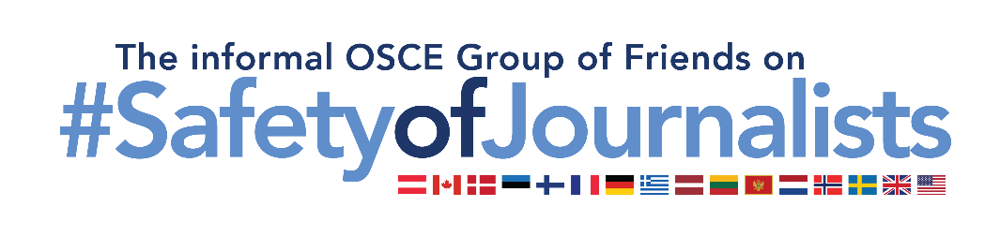 The informal OSCE Group of Friends on
#SafetyofJournalists